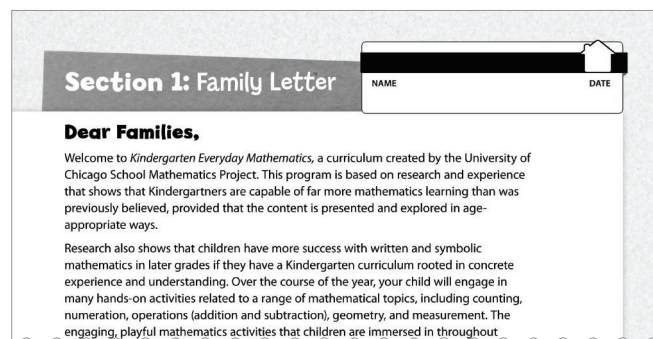 Section 1: Family Letter
NAME
DATE
Dear Families,
Welcome to Kindergarten Everyday Mathematics, a curriculum created by the University of
Chicago School Mathematics Project. This program is based on research and experience
that shows that Kindergartners are capable of far more mathematics learning than was
previously believed, provided that the content is presented and explored in age-
appropriate ways.
Research also shows that children have more success with written and symbolic
mathematics in later grades if they have a Kindergarten curriculum rooted in concrete
experience and understanding. Over the course of the year, your child will engage in
many hands-on activities related to a range of mathematical topics, including counting,
numeration, operations (addition and subtraction), geometry, and measurement. The
engaging, playful mathematics activities that children are immersed in throughout